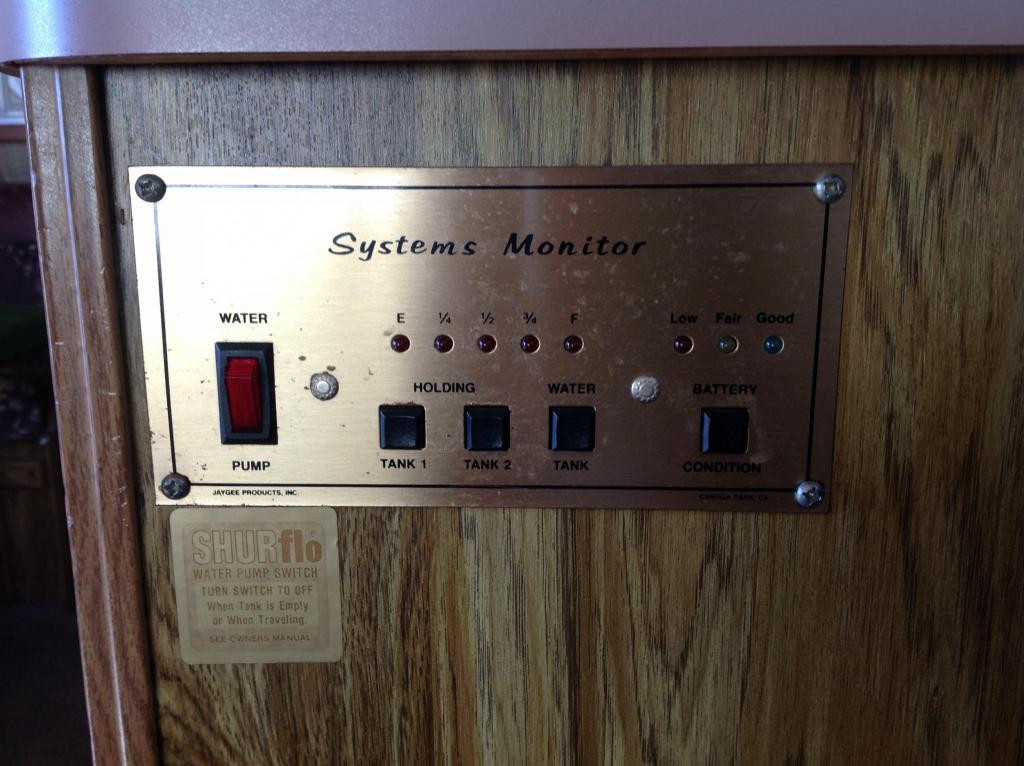 Systems Monitor
WATER
E ¼ ½ ¾ F
Low Fair Good
HOLDING
WATER
BATTERY
PUMP
TANK 1
TANK 2
TANK
CONDITION
JAYGEE PRODUCTS, INC.
CANOGA PARK, CA
SHURflo®
WATER PUMP SWITCH
TURN SWITCH TO OFF
When Tank is Empty
or When Traveling.
SEE OWNERS MANUAL